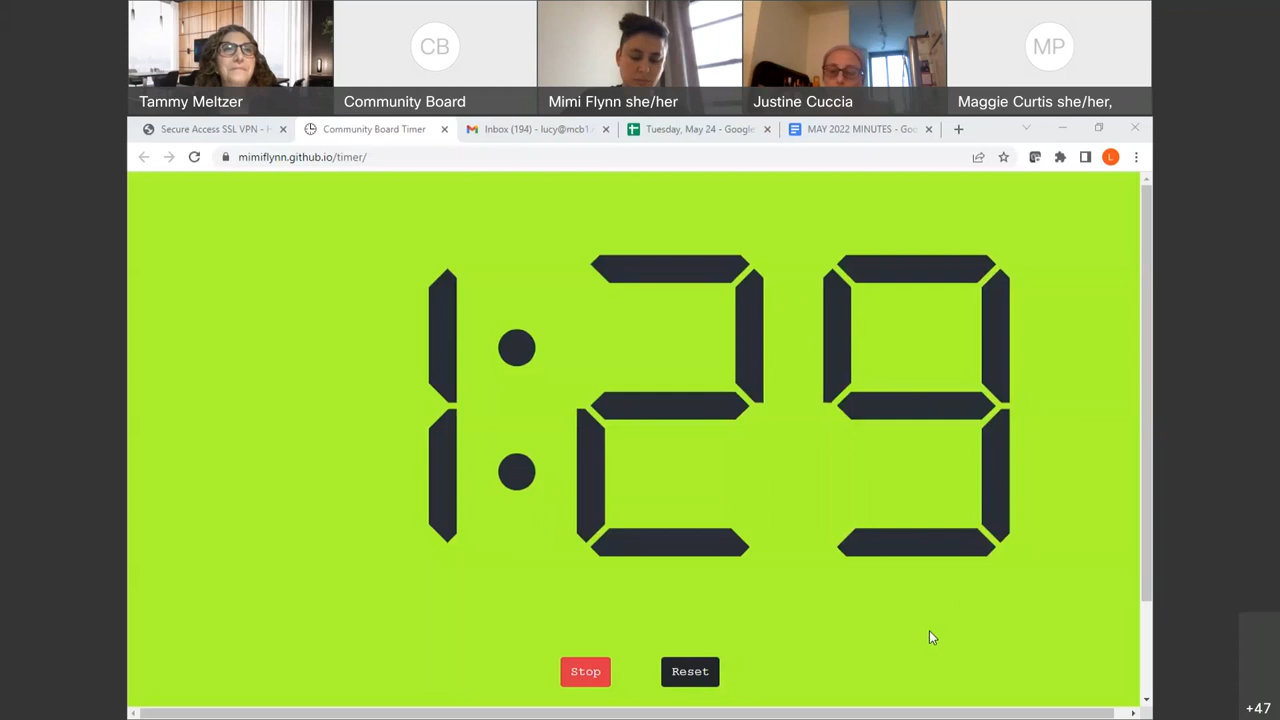 CB
MP
Tammy Meltzer
Community Board
Mimi Flynn she/her
Justine Cuccia
Maggie Curtis she/her,
Secure Access SSL VPN - H
Community Board Timer
Inbox (194) - lucy@mcb1.
Tuesday, May 24 - Google
MAY 2022 MINUTES - Goo
mimiflynn.github.io/timer/
L
1:29
Stop
Reset
+47